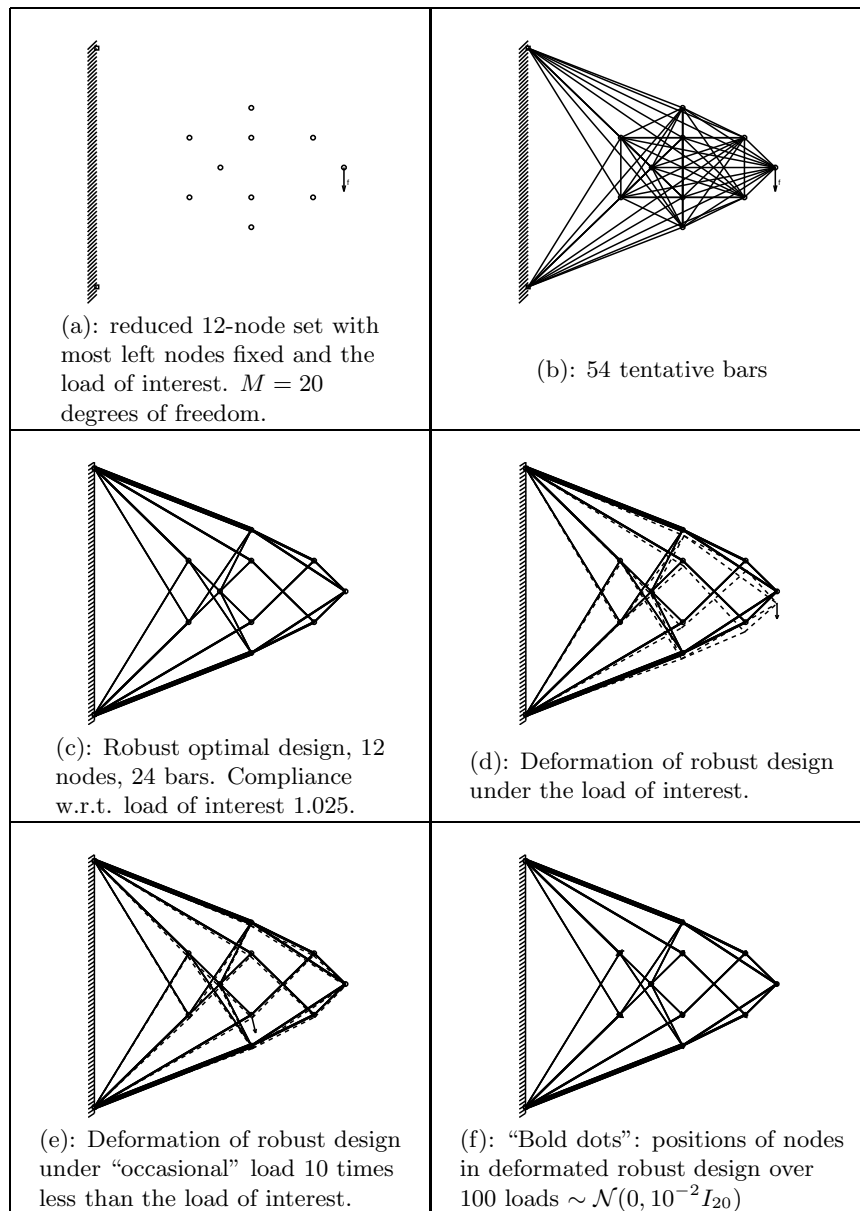 (a): reduced 12-node set with
most left nodes fixed and the
load of interest. M = 20
degrees of freedom.
(b): 54 tentative bars
(c): Robust optimal design, 12
nodes, 24 bars. Compliance
w.r.t. load of interest 1.025.
(d): Deformation of robust design
under the load of interest.
(e): Deformation of robust design
under “occasional” load 10 times
less than the load of interest.
(f): “Bold dots”: positions of nodes
in deformated robust design over
100 loads ∼ 𝒩(0, 10⁻²I₂₀)